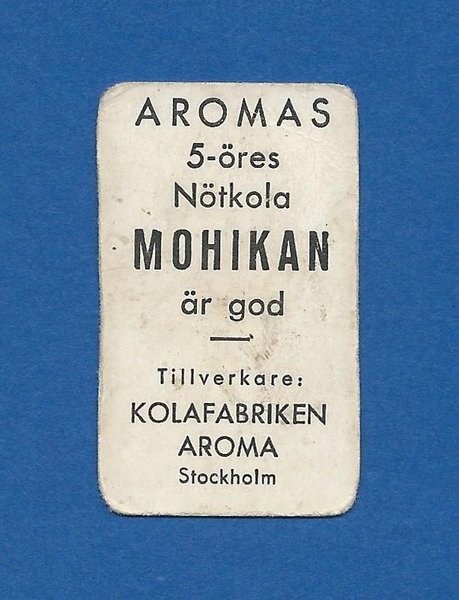 AROMAS
5-öres
Nötkola
MOHIKAN
är god
Tillverkare:
KOLAFABRIKEN
AROMA
Stockholm